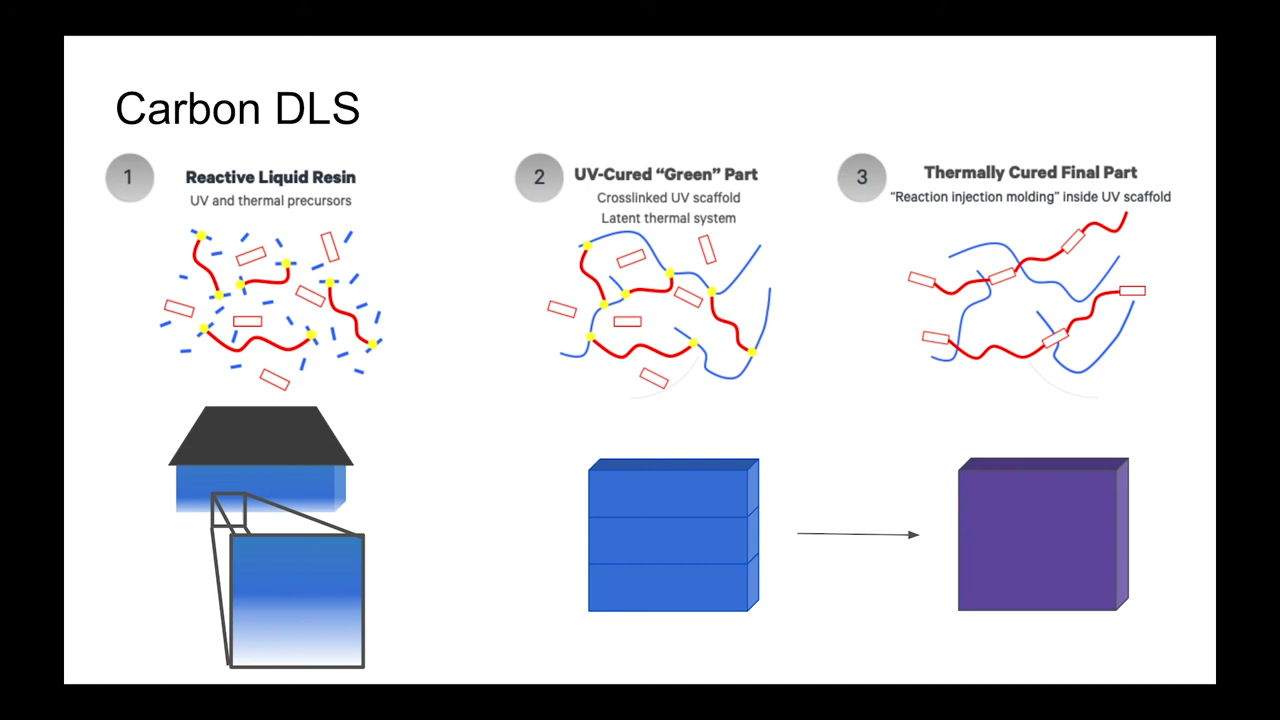 Carbon DLS
1
Reactive Liquid Resin
UV and thermal precursors
2
UV-Cured “Green” Part
Crosslinked UV scaffold
Latent thermal system
3
Thermally Cured Final Part
“Reaction injection molding” inside UV scaffold